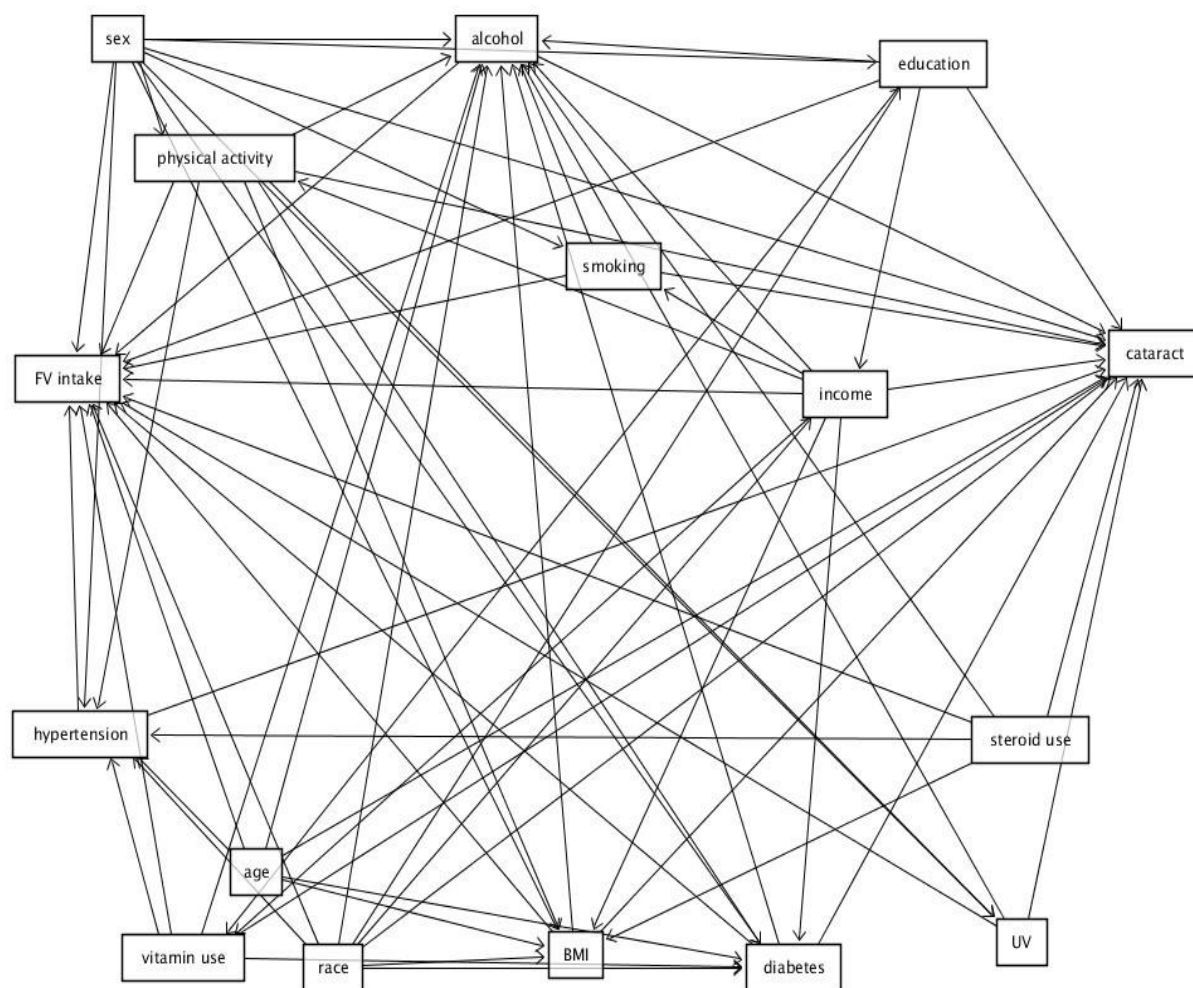 sex
alcohol
education
physical activity
smoking
FV intake
income
cataract
hypertension
steroid use
age
vitamin use
race
BMI
diabetes
UV